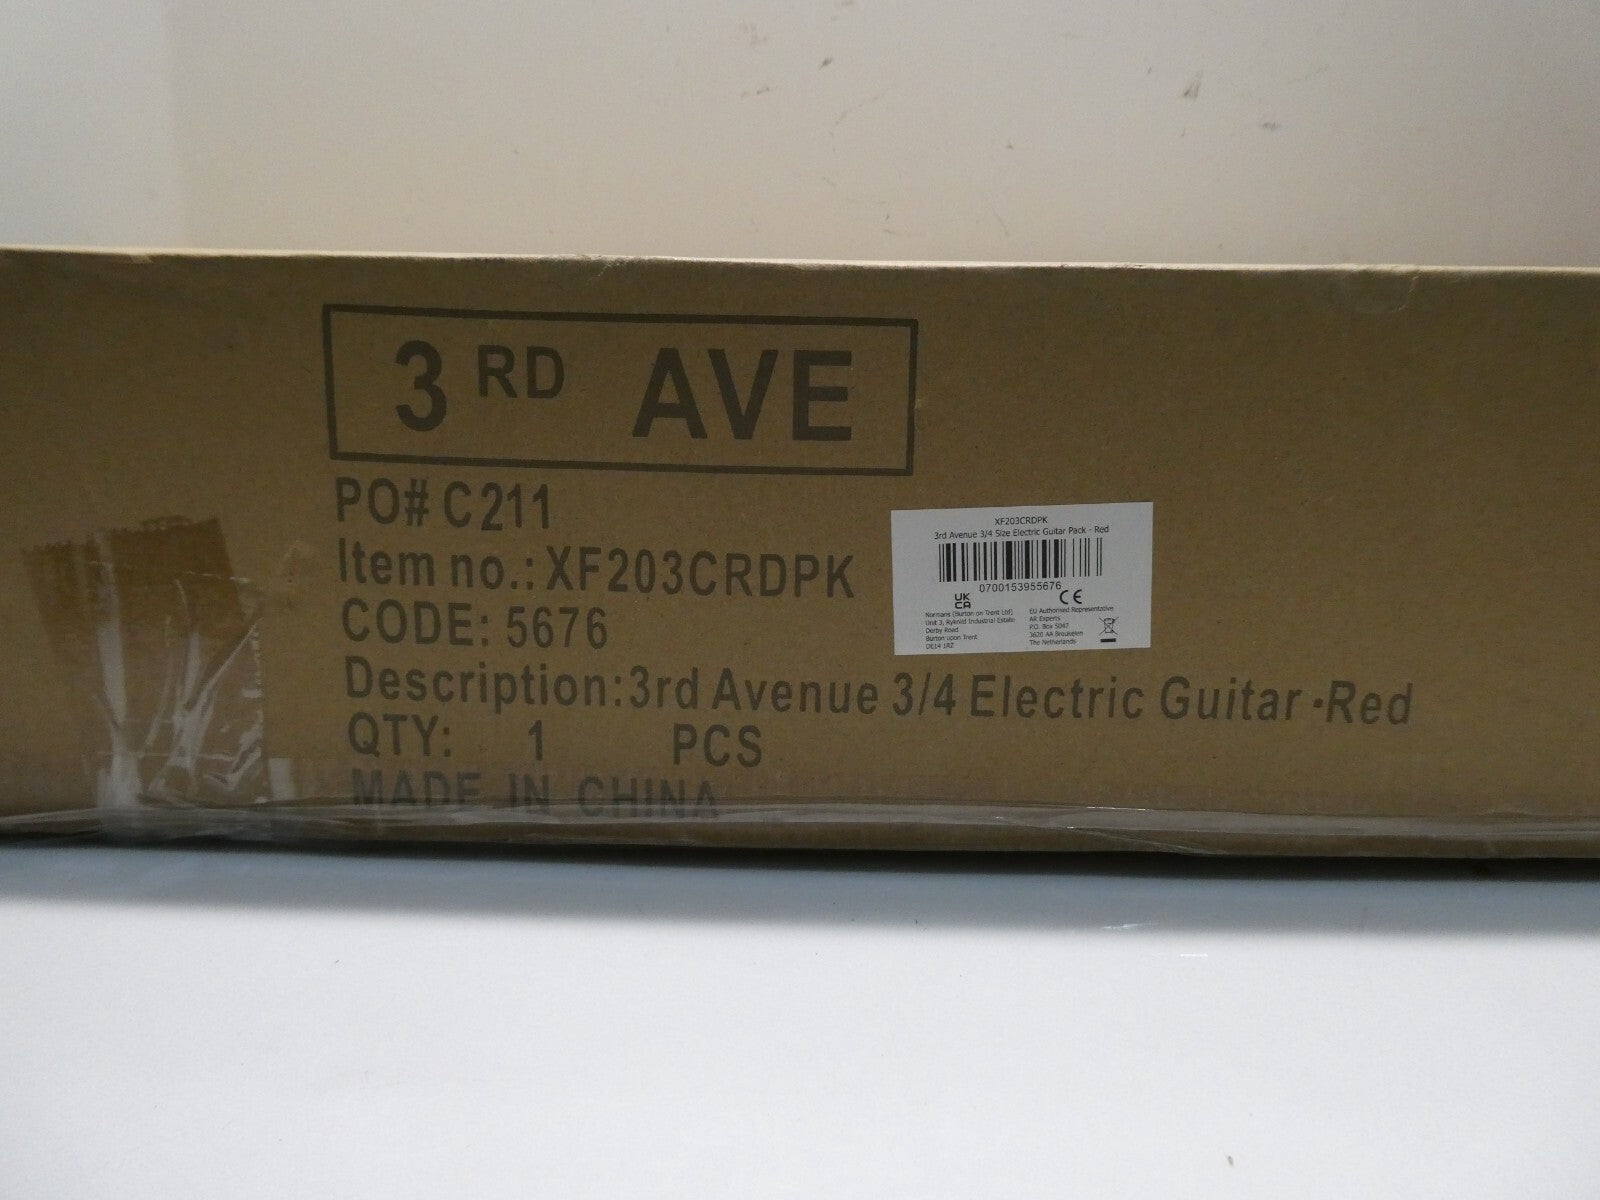 3 RD AVE
PO# C211
Item no.: XF203CRDPK
CODE: 5676
Description:3rd Avenue 3/4 Electric Guitar -Red
QTY: 1 PCS
MADE IN CHINA
XF203CRDPK
3rd Avenue 3/4 Size Electric Guitar Pack - Red
0700153955676
UK
CA
CE
Normans (Burton on Trent Ltd)
Unit 3, Ryknild Industrial Estate
Derby Road
Burton upon Trent
DE14 1RZ
EU Authorised Representative
AR Experts
P.O. Box 5047
3620 AA Breukelen
The Netherlands